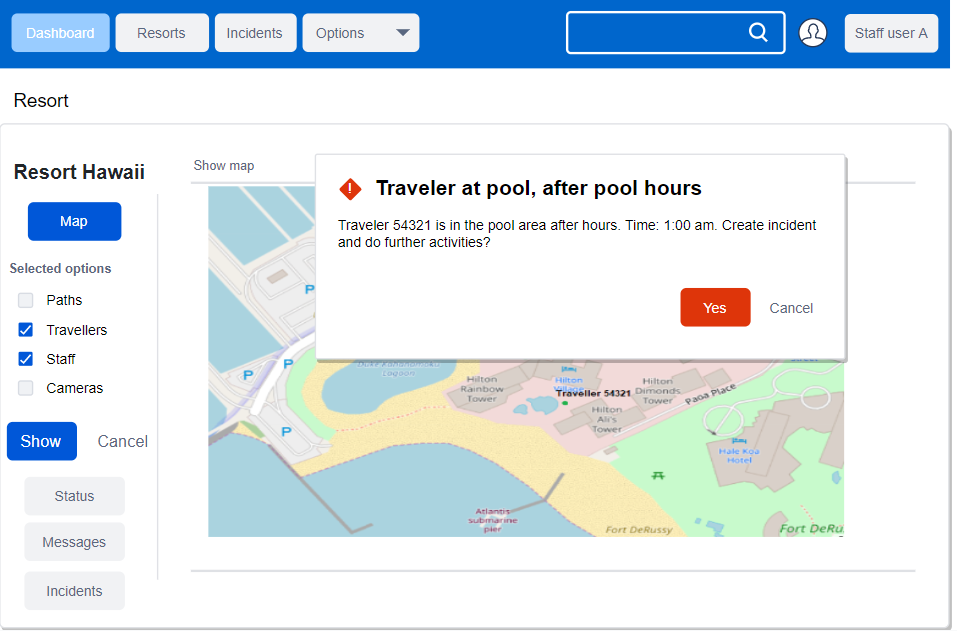 Dashboard
Resorts
Incidents
Options
Staff user A
Resort
Resort Hawaii
Show map
Map
Selected options
Paths
Travellers
Staff
Cameras
Show
Cancel
Status
Messages
Incidents
Traveler at pool, after pool hours
Traveler 54321 is in the pool area after hours. Time: 1:00 am. Create incident
and do further activities?
Yes
Cancel
P
P
P
P
Lagoon
Hilton
Rainbow
Tower
Hilton
Village
Traveller 54321
Hilton
Dimonds
Tower
Hilton
Ali's
Tower
Paoa Place
Hale Koa
Hotel
Atlantis
submarine
pier
Fort DeRussy
Fort DeRu